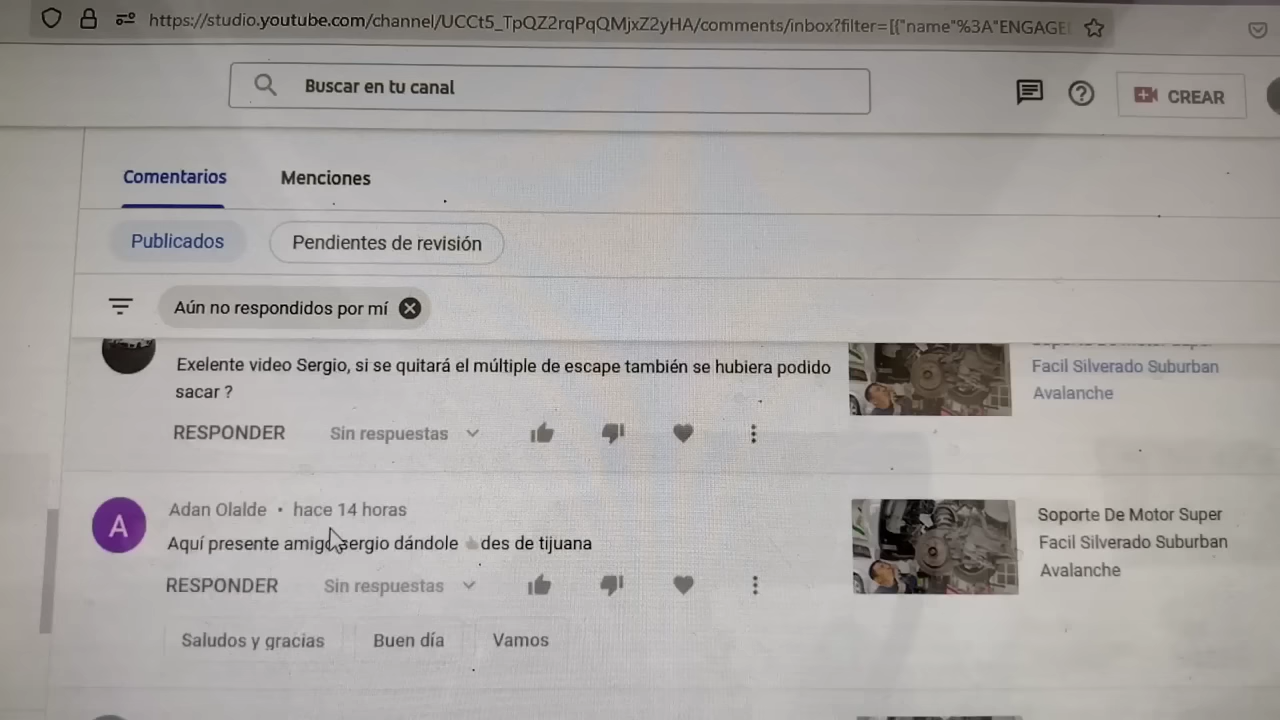 https://studio.youtube.com/channel/UCCt5_TpQZ2rqPqQMjxZ2yHA/comments/inbox?filter=[{"name"%3A"ENGAGE
Buscar en tu canal
CREAR
Comentarios
Menciones
Publicados
Pendientes de revisión
Aún no respondidos por mí
Exelente video Sergio, si se quitará el múltiple de escape también se hubiera podido
sacar ?
Facil Silverado Suburban
Avalanche
RESPONDER
Sin respuestas
A
Adan Olalde • hace 14 horas
Aquí presente amigo sergio dándole des de tijuana
Soporte De Motor Super
Facil Silverado Suburban
Avalanche
RESPONDER
Sin respuestas
Saludos y gracias
Buen día
Vamos